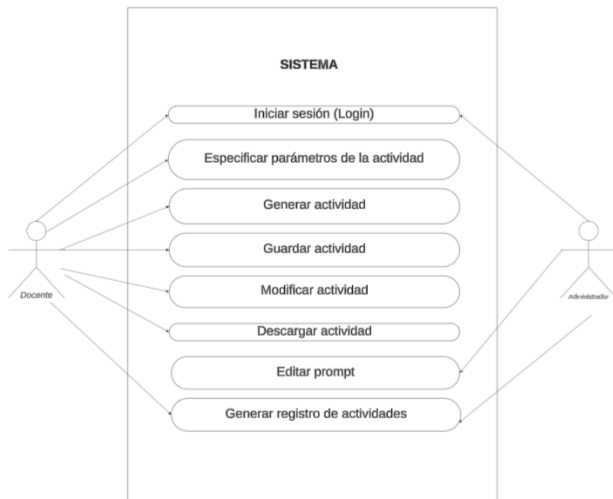 SISTEMA
Iniciar sesión (Login)
Especificar parámetros de la actividad
Generar actividad
Guardar actividad
Modificar actividad
Docente
Administrador
Descargar actividad
Editar prompt
Generar registro de actividades